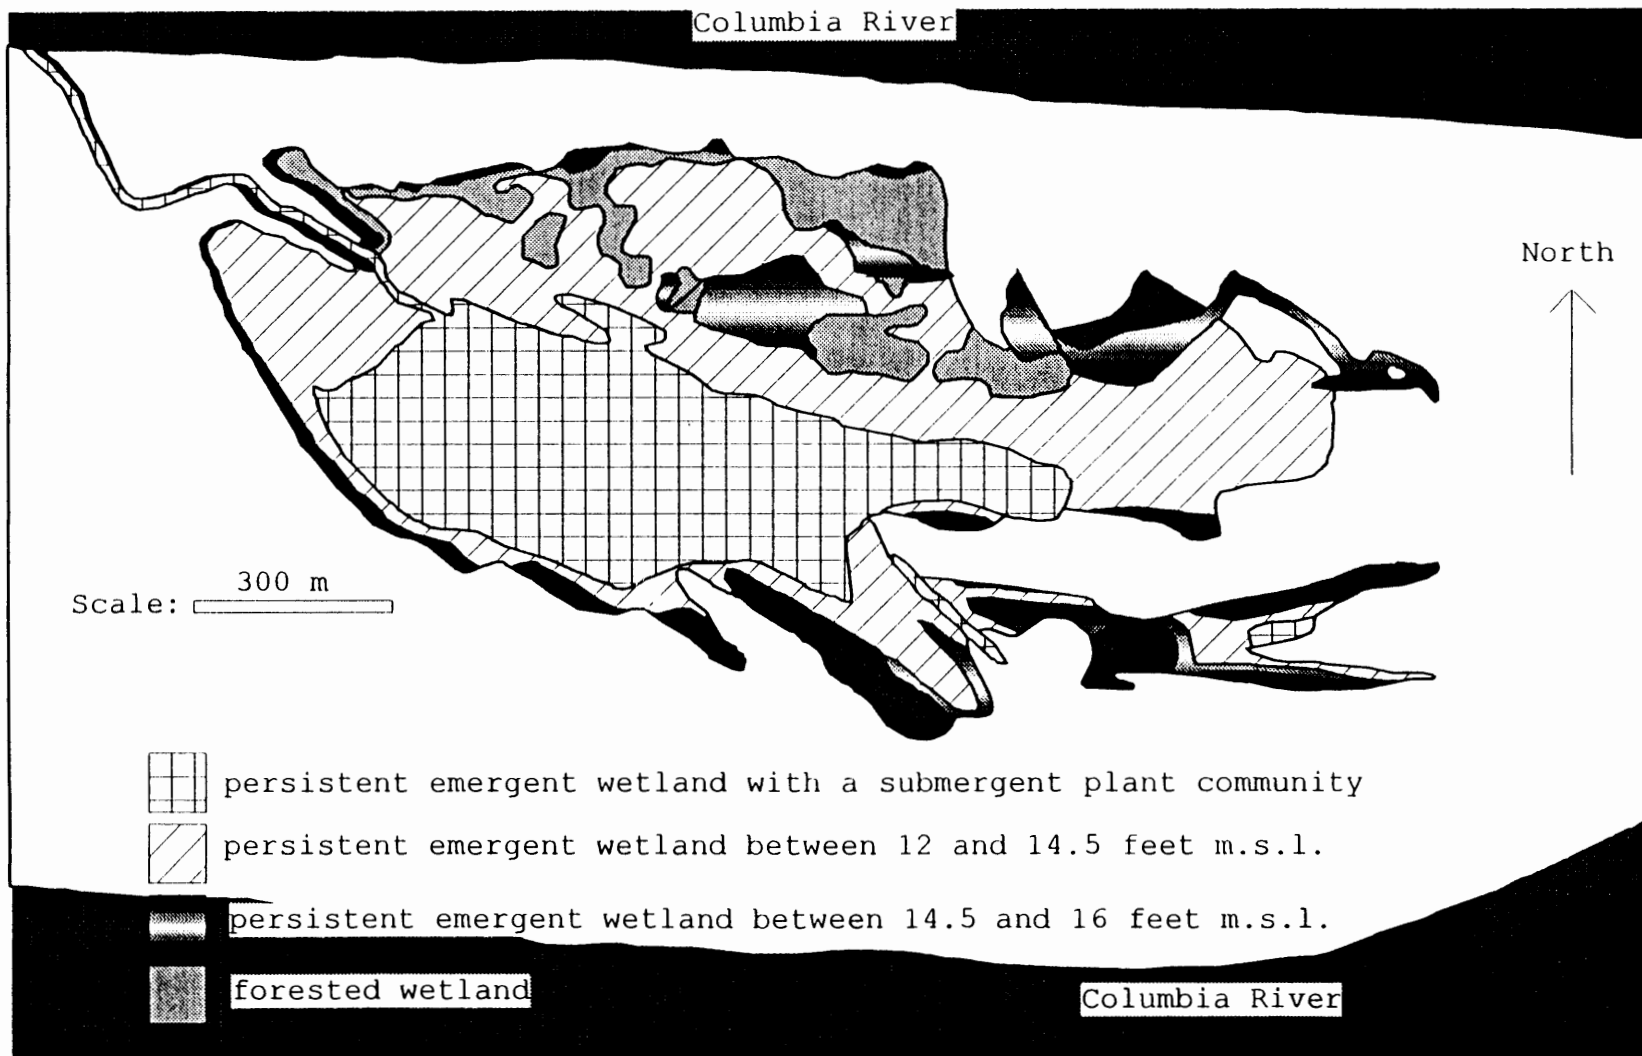 Columbia River
North
300 m
Scale:
persistent emergent wetland with a submergent plant community
persistent emergent wetland between 12 and 14.5 feet m.s.l.
persistent emergent wetland between 14.5 and 16 feet m.s.l.
forested wetland
Columbia River